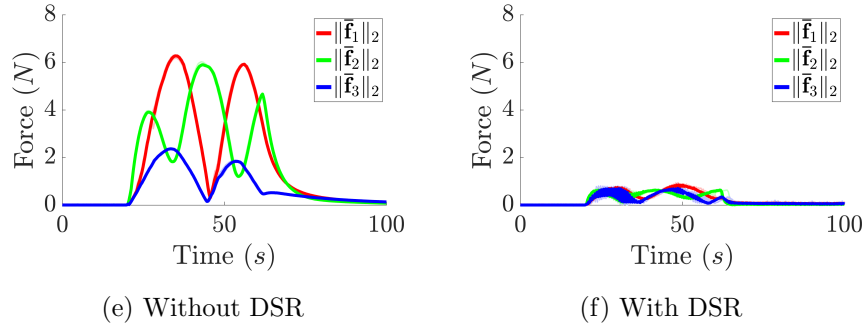 8
6
4
2
0
Force (N)
0 50 100
Time (s)
‖f̄₁‖₂
‖f̄₂‖₂
‖f̄₃‖₂
(e) Without DSR
8
6
4
2
0
Force (N)
0 50 100
Time (s)
‖f̄₁‖₂
‖f̄₂‖₂
‖f̄₃‖₂
(f) With DSR